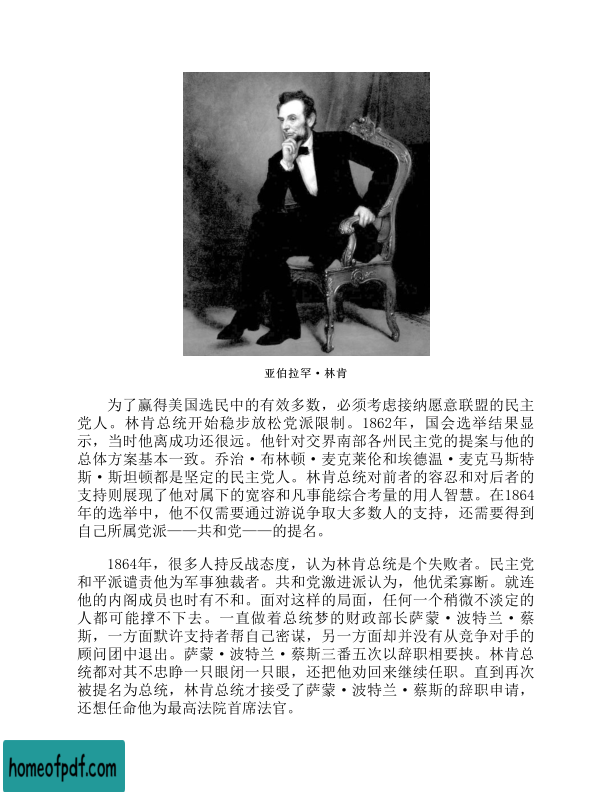 亚伯拉罕·林肯
为了赢得美国选民中的有效多数，必须考虑接纳愿意联盟的民主
党人。林肯总统开始稳步放松党派限制。1862年，国会选举结果显
示，当时他离成功还很远。他针对交界南部各州民主党的提案与他的
总体方案基本一致。乔治·布林顿·麦克莱伦和埃德温·麦克马斯特
斯·斯坦顿都是坚定的民主党人。林肯总统对前者的容忍和对后者的
支持则展现了他对属下的宽容和凡事能综合考量的用人智慧。在1864
年的选举中，他不仅需要通过游说争取大多数人的支持，还需要得到
自己所属党派——共和党——的提名。
1864年，很多人持反战态度，认为林肯总统是个失败者。民主党
和平派谴责他为军事独裁者。共和党激进派认为，他优柔寡断。就连
他的内阁成员也时有不和。面对这样的局面，任何一个稍微不淡定的
人都可能撑不下去。一直做着总统梦的财政部长萨蒙·波特兰·蔡
斯，一方面默许支持者帮自己密谋，另一方面却并没有从竞争对手的
顾问团中退出。萨蒙·波特兰·蔡斯三番五次以辞职相要挟。林肯总
统都对其不忠睁一只眼闭一只眼，还把他劝回来继续任职。直到再次
被提名为总统，林肯总统才接受了萨蒙·波特兰·蔡斯的辞职申请，
还想任命他为最高法院首席法官。
homeofpdf.com